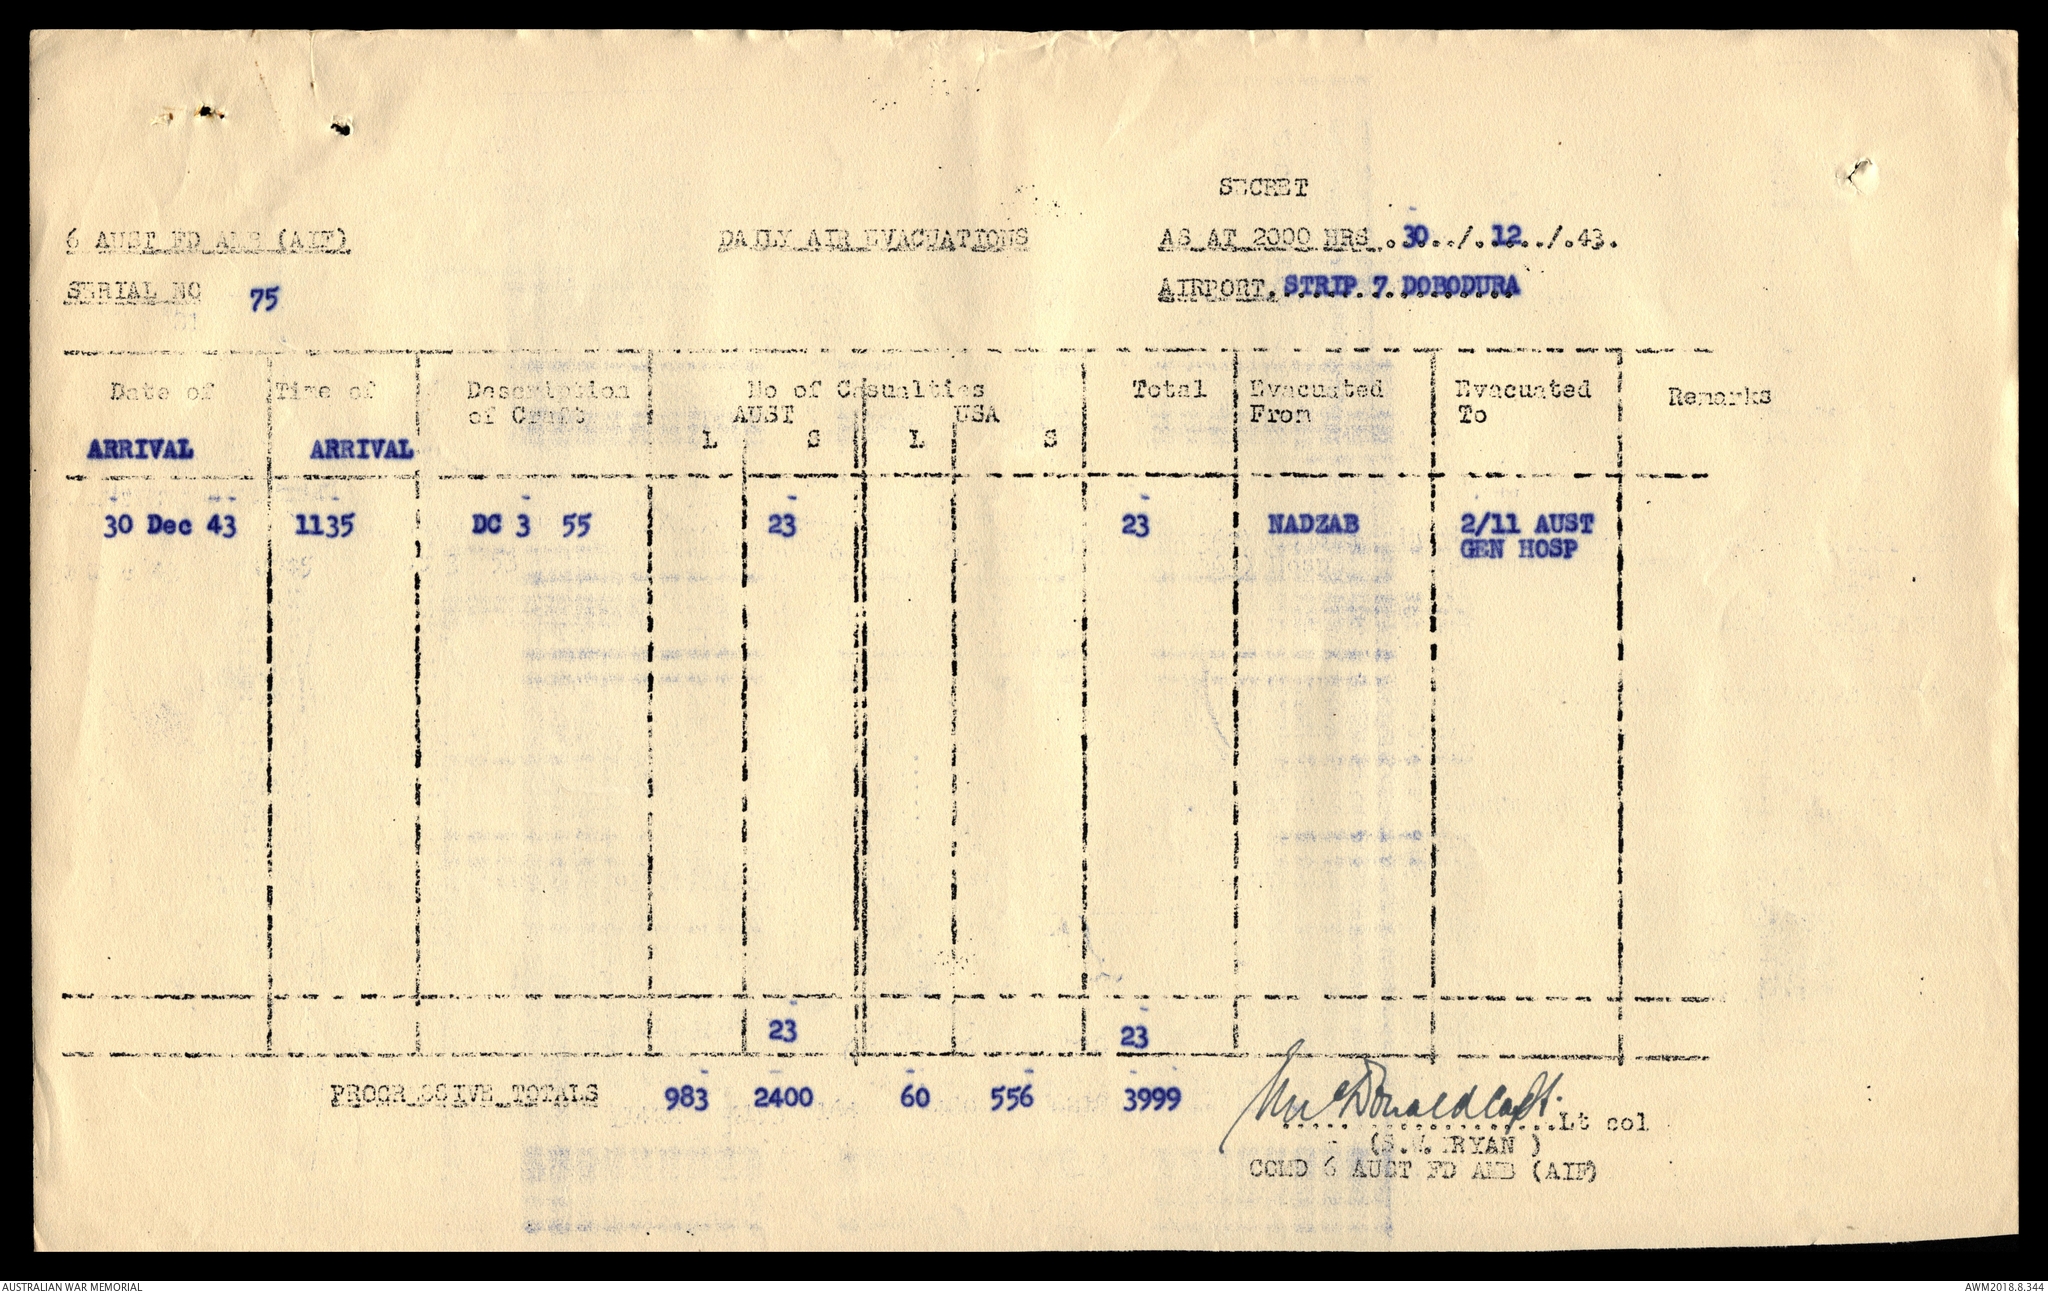 SECRET
6 AUST FD AMB (AIF) DAILY AIR EVACUATIONS AS AT 2000 HRS .30../.12../.43.
SERIAL NO 75 AIRPORT. STRIP 7 DOBODURA
Date of Time of Description No of Casualties Total Evacuated Evacuated Remarks
of Craft AUST USA From To
ARRIVAL ARRIVAL L S L S
30 Dec 43 1135 DC 3 55 23 23 NADZAB 2/11 AUST
GEN HOSP
23 23
PROGRESSIVE TOTALS 983 2400 60 556 3999
McDonald Capt.
Lt col
(S.W. RYAN )
COMD 6 AUST FD AMB (AIF)
AUSTRALIAN WAR MEMORIAL AWM2018.8.344